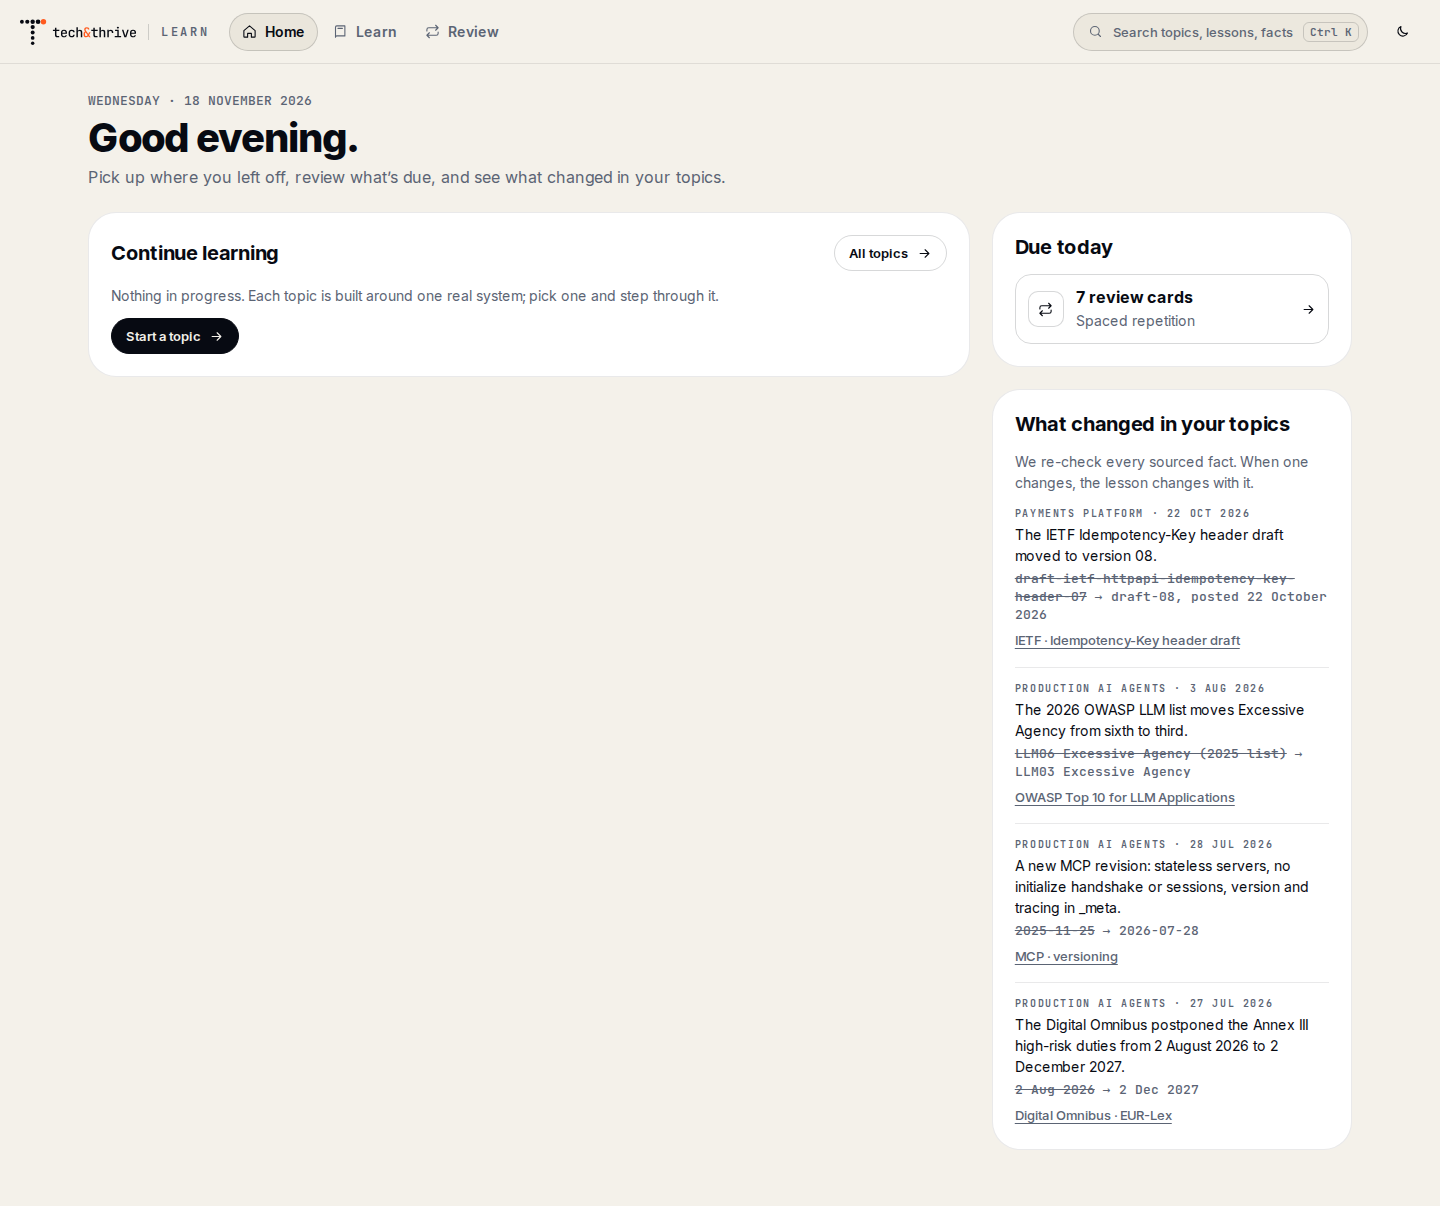 tech&thrive
LEARN
Home
Learn
Review
Search topics, lessons, facts
Ctrl K
WEDNESDAY · 18 NOVEMBER 2026
Good evening.
Pick up where you left off, review what’s due, and see what changed in your topics.
Continue learning
All topics →
Nothing in progress. Each topic is built around one real system; pick one and step through it.
Start a topic →
Due today
7 review cards
Spaced repetition
→
What changed in your topics
We re-check every sourced fact. When one
changes, the lesson changes with it.
PAYMENTS PLATFORM · 22 OCT 2026
The IETF Idempotency-Key header draft
moved to version 08.
draft-ietf-httpapi-idempotency-key-
header-07 → draft-08, posted 22 October
2026
IETF · Idempotency-Key header draft
PRODUCTION AI AGENTS · 3 AUG 2026
The 2026 OWASP LLM list moves Excessive
Agency from sixth to third.
LLM06 Excessive Agency (2025 list) →
LLM03 Excessive Agency
OWASP Top 10 for LLM Applications
PRODUCTION AI AGENTS · 28 JUL 2026
A new MCP revision: stateless servers, no
initialize handshake or sessions, version and
tracing in _meta.
2025-11-25 → 2026-07-28
MCP · versioning
PRODUCTION AI AGENTS · 27 JUL 2026
The Digital Omnibus postponed the Annex III
high-risk duties from 2 August 2026 to 2
December 2027.
2 Aug 2026 → 2 Dec 2027
Digital Omnibus · EUR-Lex